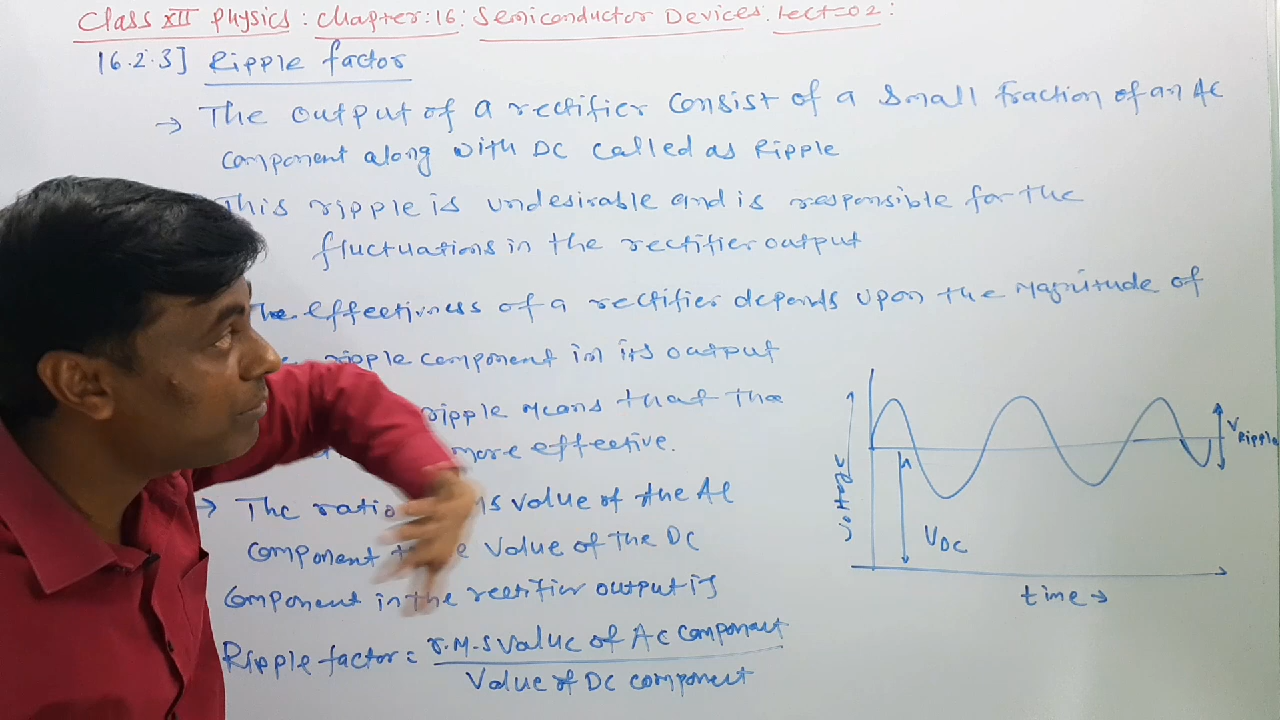 Class XII Physics : Chapter:16: Semiconductor Devices. Lect-02:
16.2.3] Ripple factor
→ The output of a rectifier consist of a small fraction of an AC
component along with DC called as Ripple
This ripple is undesirable and is responsible for the
fluctuations in the rectifier output
The effectiveness of a rectifier depends upon the magnitude of
ripple component in its output
ripple means that the
more effective.
→ The ratio value of the AC
component value of the DC
component in the rectifier output is
Ripple factor = r.m.s value of AC component
Value of DC component
VRipple
VDC
time →